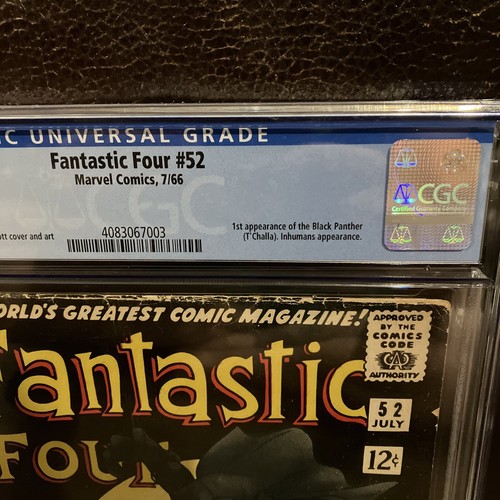 UNIVERSAL GRADE
Fantastic Four #52
Marvel Comics, 7/66
cover and art
4083067003
1st appearance of the Black Panther
(T'Challa). Inhumans appearance.
CGC
Certified Guaranty Company
CGC
WORLD'S GREATEST COMIC MAGAZINE!
APPROVED
BY THE
COMICS
CODE
CA
AUTHORITY
Fantastic
FOUR
52
JULY
12¢